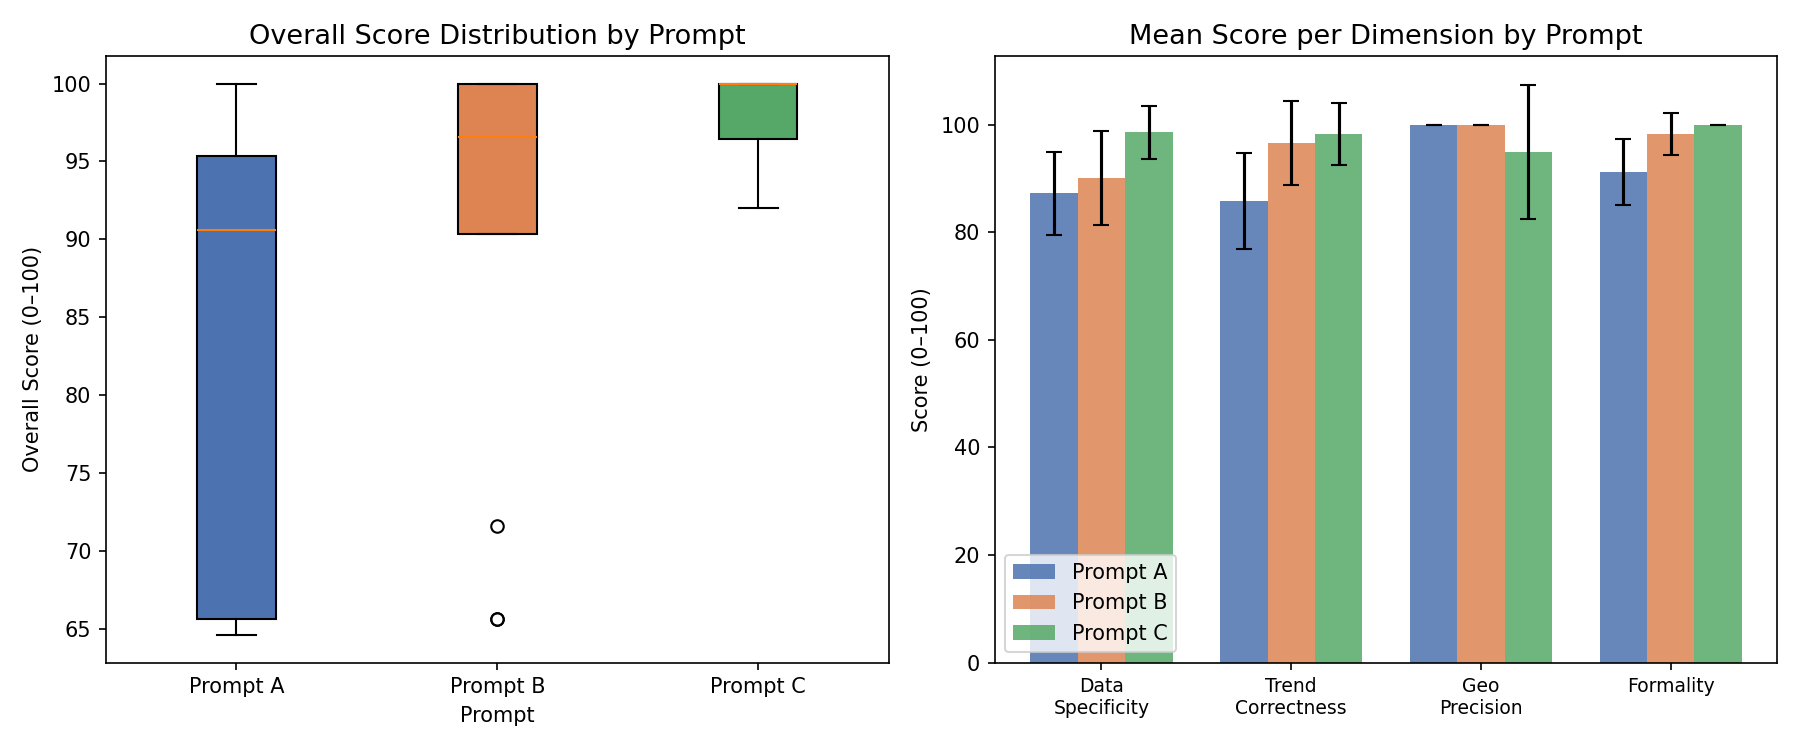 Overall Score Distribution by Prompt
Overall Score (0–100)
100
95
90
85
80
75
70
65
Prompt A
Prompt B
Prompt C
Prompt
Mean Score per Dimension by Prompt
Score (0–100)
100
80
60
40
20
0
Prompt A
Prompt B
Prompt C
Data
Specificity
Trend
Correctness
Geo
Precision
Formality